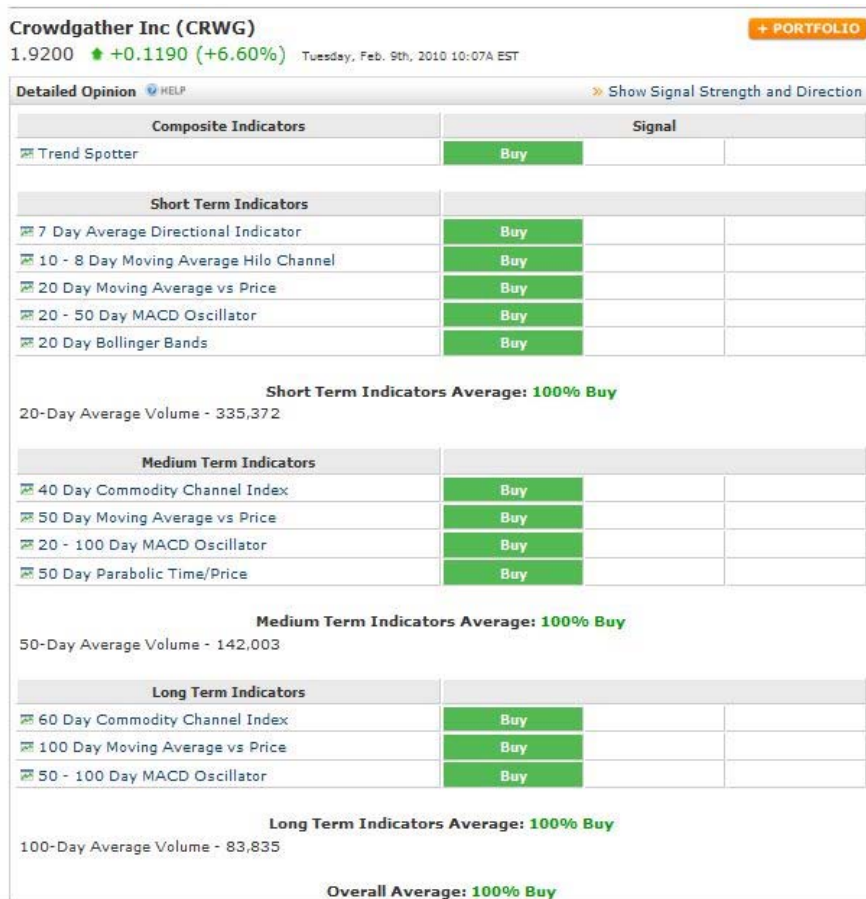 Crowdgather Inc (CRWG)
+ PORTFOLIO
1.9200 +0.1190 (+6.60%) Tuesday, Feb. 9th, 2010 10:07A EST
Detailed Opinion ? HELP » Show Signal Strength and Direction
Composite Indicators Signal
Trend Spotter Buy
Short Term Indicators
7 Day Average Directional Indicator Buy
10 - 8 Day Moving Average Hilo Channel Buy
20 Day Moving Average vs Price Buy
20 - 50 Day MACD Oscillator Buy
20 Day Bollinger Bands Buy
Short Term Indicators Average: 100% Buy
20-Day Average Volume - 335,372
Medium Term Indicators
40 Day Commodity Channel Index Buy
50 Day Moving Average vs Price Buy
20 - 100 Day MACD Oscillator Buy
50 Day Parabolic Time/Price Buy
Medium Term Indicators Average: 100% Buy
50-Day Average Volume - 142,003
Long Term Indicators
60 Day Commodity Channel Index Buy
100 Day Moving Average vs Price Buy
50 - 100 Day MACD Oscillator Buy
Long Term Indicators Average: 100% Buy
100-Day Average Volume - 83,835
Overall Average: 100% Buy